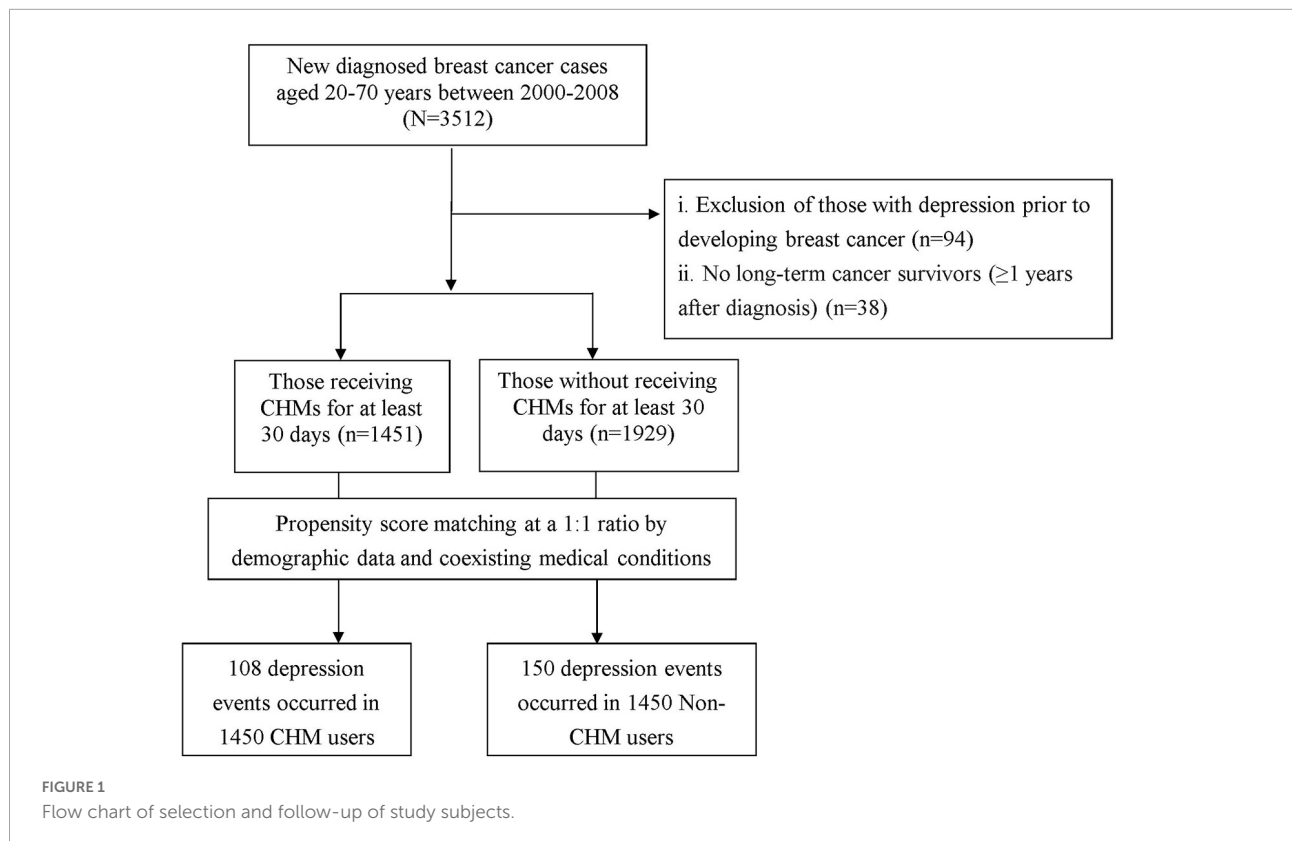 New diagnosed breast cancer cases
aged 20-70 years between 2000-2008
(N=3512)
i. Exclusion of those with depression prior to
developing breast cancer (n=94)
ii. No long-term cancer survivors (≥1 years
after diagnosis) (n=38)
Those receiving
CHMs for at least
30 days (n=1451)
Those without receiving
CHMs for at least 30
days (n=1929)
Propensity score matching at a 1:1 ratio by
demographic data and coexisting medical conditions
108 depression
events occurred in
1450 CHM users
150 depression events
occurred in 1450 Non-
CHM users
FIGURE 1
Flow chart of selection and follow-up of study subjects.